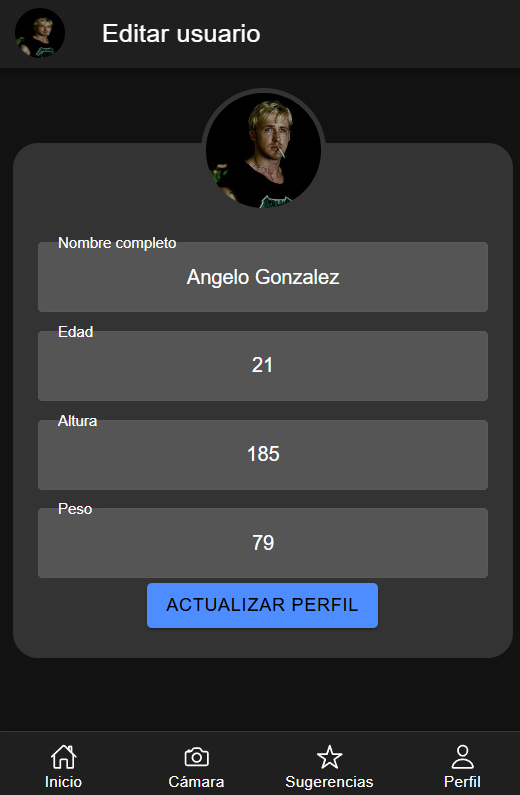 Editar usuario
Nombre completo
Angelo Gonzalez
Edad
21
Altura
185
Peso
79
ACTUALIZAR PERFIL
Inicio
Cámara
Sugerencias
Perfil